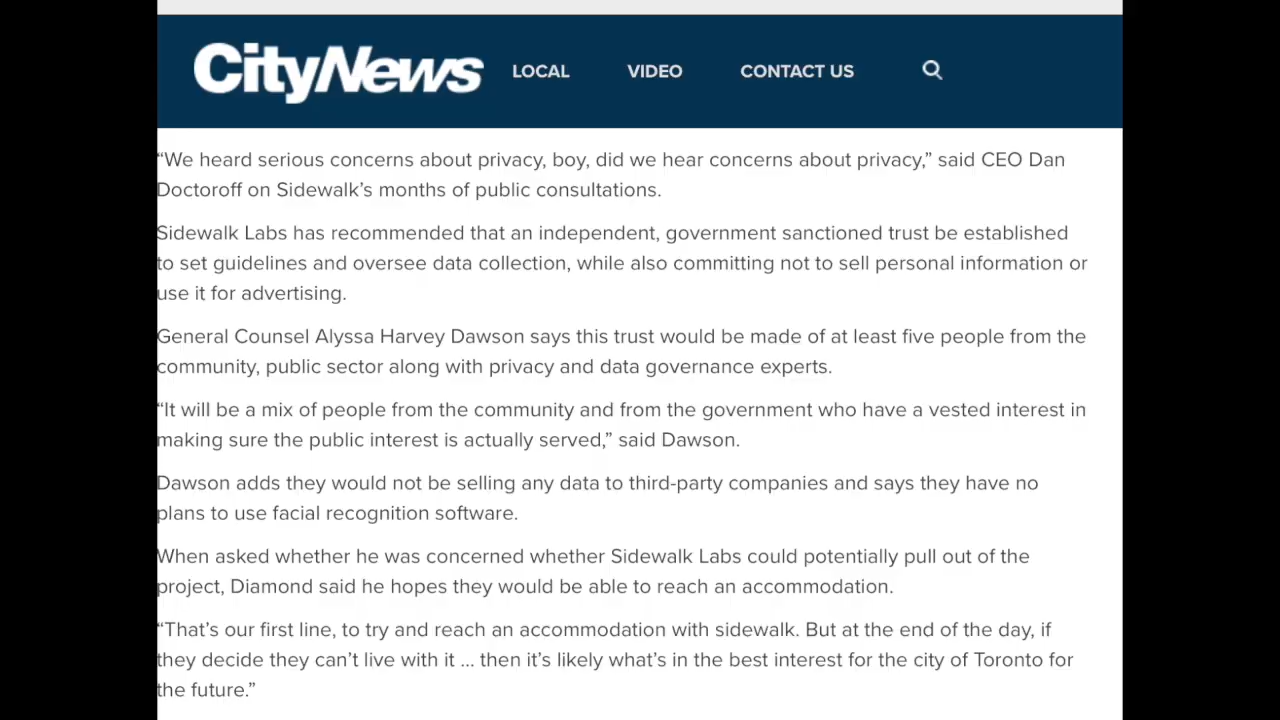 CityNews LOCAL VIDEO CONTACT US
“We heard serious concerns about privacy, boy, did we hear concerns about privacy,” said CEO Dan
Doctoroff on Sidewalk’s months of public consultations.
Sidewalk Labs has recommended that an independent, government sanctioned trust be established
to set guidelines and oversee data collection, while also committing not to sell personal information or
use it for advertising.
General Counsel Alyssa Harvey Dawson says this trust would be made of at least five people from the
community, public sector along with privacy and data governance experts.
“It will be a mix of people from the community and from the government who have a vested interest in
making sure the public interest is actually served,” said Dawson.
Dawson adds they would not be selling any data to third-party companies and says they have no
plans to use facial recognition software.
When asked whether he was concerned whether Sidewalk Labs could potentially pull out of the
project, Diamond said he hopes they would be able to reach an accommodation.
“That’s our first line, to try and reach an accommodation with sidewalk. But at the end of the day, if
they decide they can’t live with it … then it’s likely what’s in the best interest for the city of Toronto for
the future.”